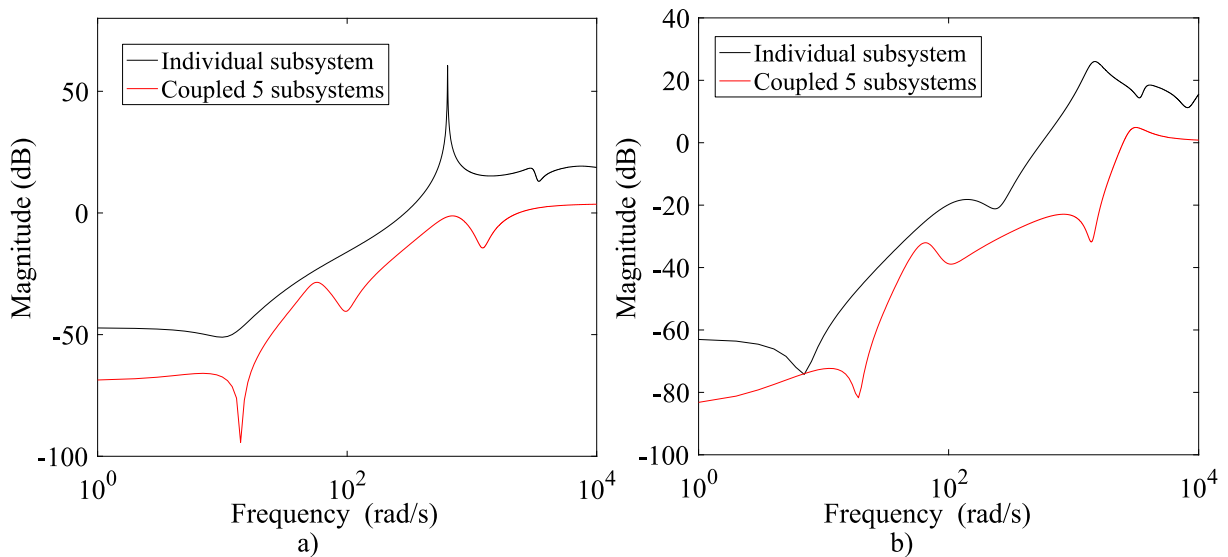 Individual subsystem
Coupled 5 subsystems
50
0
-50
-100
Magnitude (dB)
10^0
10^2
10^4
Frequency (rad/s)
a)
Individual subsystem
Coupled 5 subsystems
40
20
0
-20
-40
-60
-80
-100
Magnitude (dB)
10^0
10^2
10^4
Frequency (rad/s)
b)